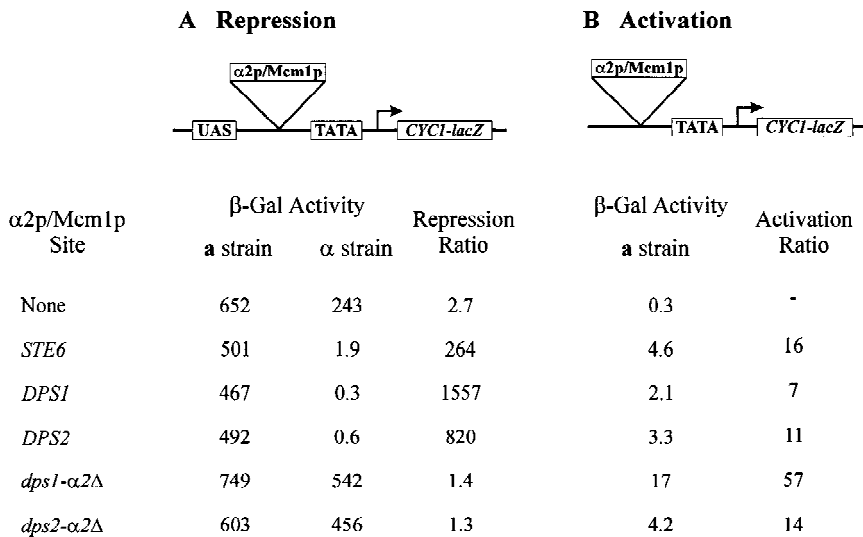 A Repression
B Activation
α2p/Mcm1p
α2p/Mcm1p
UAS TATA CYC1-lacZ
TATA CYC1-lacZ
α2p/Mcm1p Site
β-Gal Activity
a strain α strain
Repression Ratio
β-Gal Activity
a strain
Activation Ratio
None 652 243 2.7 0.3 -
STE6 501 1.9 264 4.6 16
DPS1 467 0.3 1557 2.1 7
DPS2 492 0.6 820 3.3 11
dps1-α2Δ 749 542 1.4 17 57
dps2-α2Δ 603 456 1.3 4.2 14